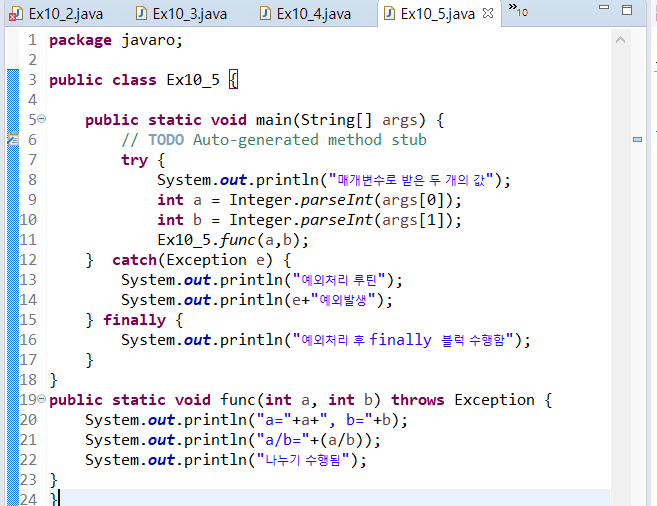 Ex10_2.java Ex10_3.java Ex10_4.java Ex10_5.java »10
1 package javaro;
2
3 public class Ex10_5 {
4
5 public static void main(String[] args) {
6 // TODO Auto-generated method stub
7 try {
8 System.out.println("매개변수로 받은 두 개의 값");
9 int a = Integer.parseInt(args[0]);
10 int b = Integer.parseInt(args[1]);
11 Ex10_5.func(a,b);
12 } catch(Exception e) {
13 System.out.println("예외처리 루틴");
14 System.out.println(e+"예외발생");
15 } finally {
16 System.out.println("예외처리 후 finally 블럭 수행함");
17 }
18 }
19 public static void func(int a, int b) throws Exception {
20 System.out.println("a="+a+", b="+b);
21 System.out.println("a/b="+(a/b));
22 System.out.println("나누기 수행됨");
23 }
24 }